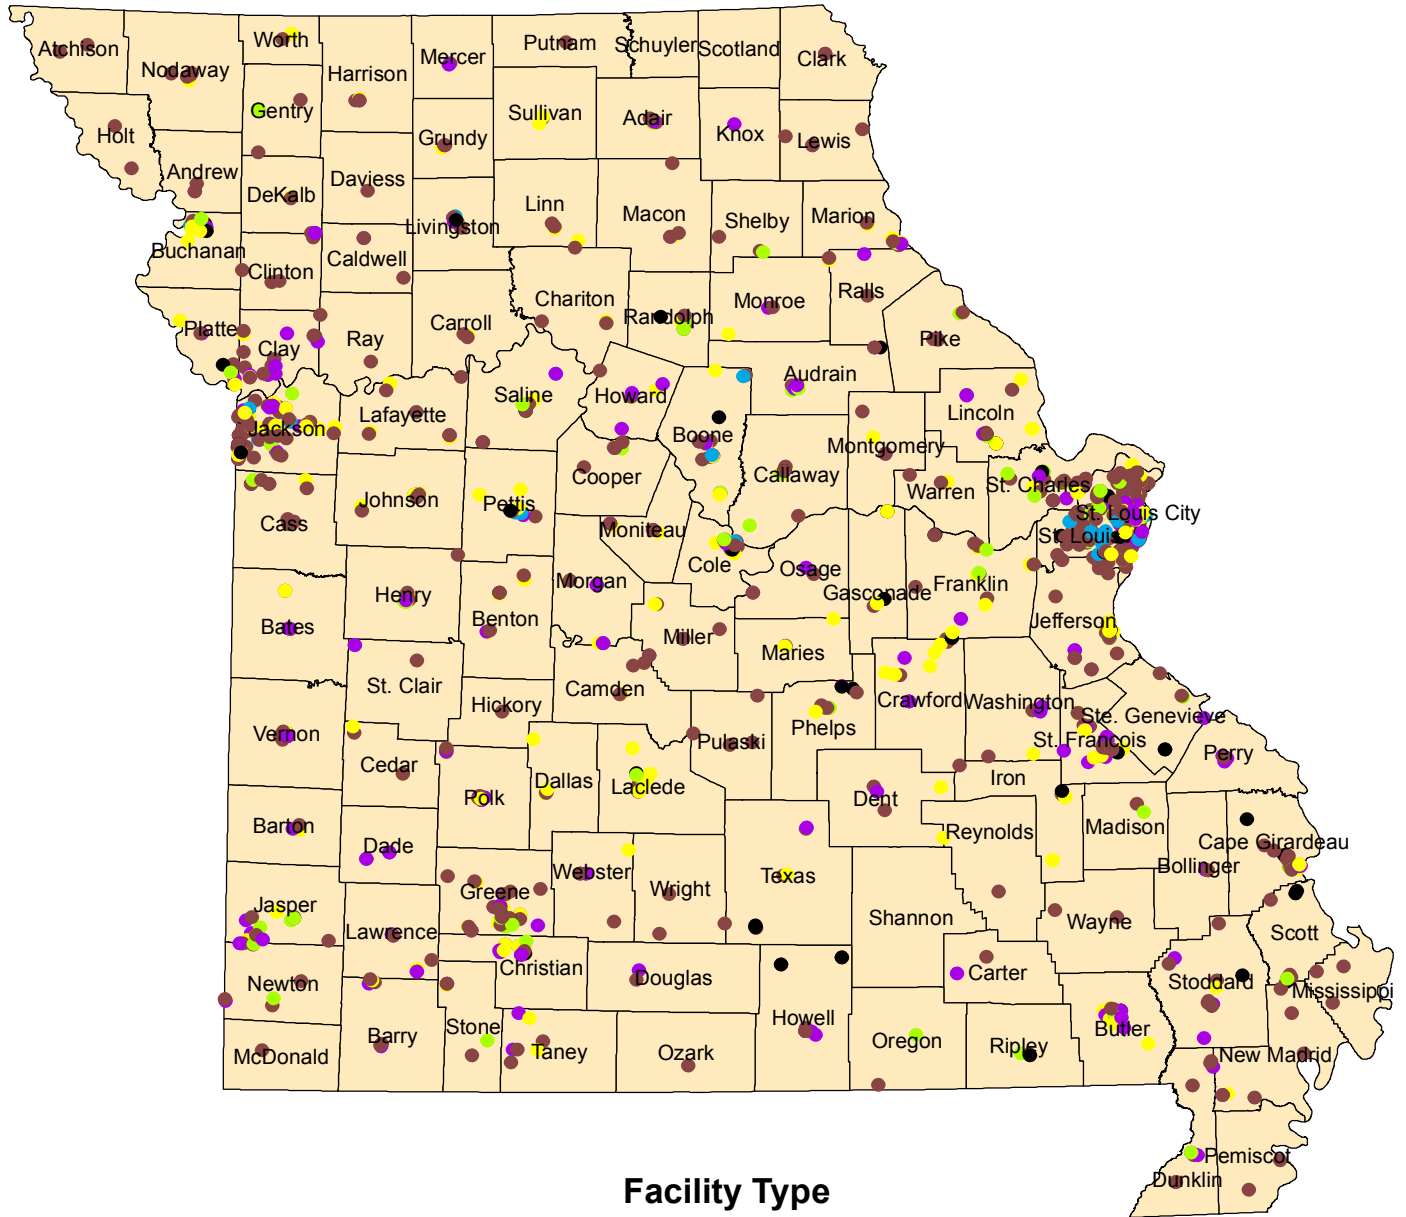 Atchison
Nodaway
Worth
Harrison
Mercer
Putnam
Schuyler
Scotland
Clark
Holt
Gentry
Sullivan
Adair
Knox
Lewis
Grundy
Andrew
DeKalb
Daviess
Livingston
Linn
Macon
Shelby
Marion
Buchanan
Clinton
Caldwell
Chariton
Randolph
Monroe
Ralls
Platte
Clay
Ray
Carroll
Pike
Saline
Howard
Audrain
Jackson
Lafayette
Boone
Lincoln
Montgomery
Cooper
Callaway
Warren
St. Charles
Johnson
Pettis
St. Louis City
Cass
Moniteau
St. Louis
Cole
Osage
Henry
Morgan
Gasconade
Franklin
Bates
Benton
Miller
Maries
Jefferson
St. Clair
Camden
Crawford
Washington
Hickory
Phelps
Ste. Genevieve
Vernon
Pulaski
St. Francois
Perry
Cedar
Dallas
Laclede
Iron
Polk
Dent
Barton
Reynolds
Madison
Cape Girardeau
Dade
Bollinger
Webster
Texas
Greene
Wright
Jasper
Shannon
Wayne
Lawrence
Scott
Newton
Christian
Douglas
Carter
Stoddard
Mississippi
Stone
Howell
Butler
Barry
Taney
Ozark
Oregon
Ripley
McDonald
New Madrid
Pemiscot
Dunklin
Facility Type